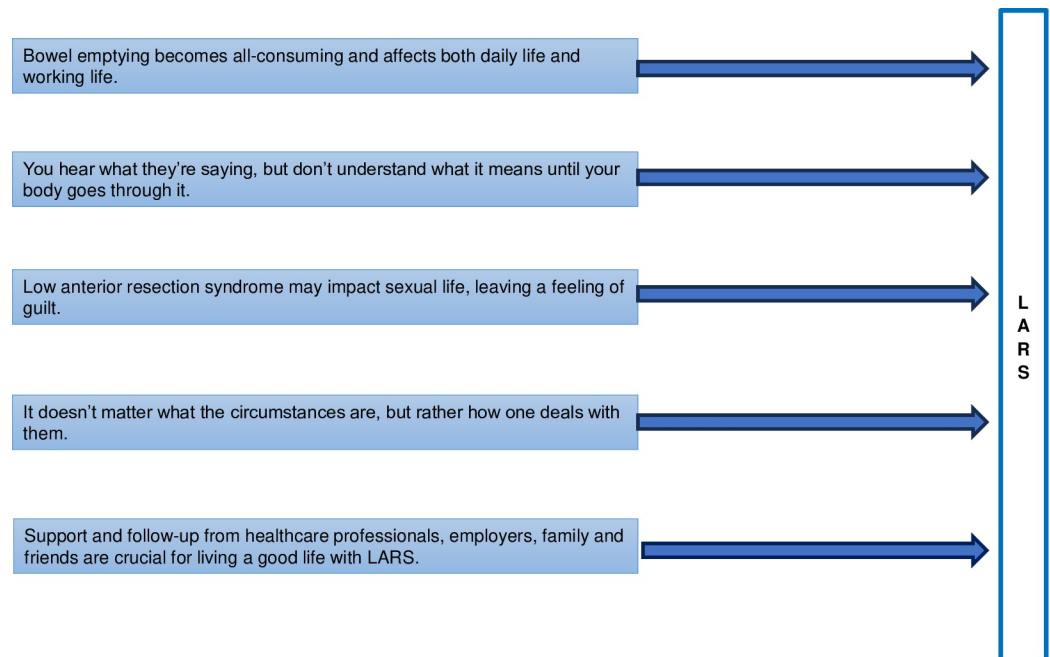 Bowel emptying becomes all-consuming and affects both daily life and
working life.
You hear what they’re saying, but don’t understand what it means until your
body goes through it.
Low anterior resection syndrome may impact sexual life, leaving a feeling of
guilt.
It doesn’t matter what the circumstances are, but rather how one deals with
them.
Support and follow-up from healthcare professionals, employers, family and
friends are crucial for living a good life with LARS.
L
A
R
S